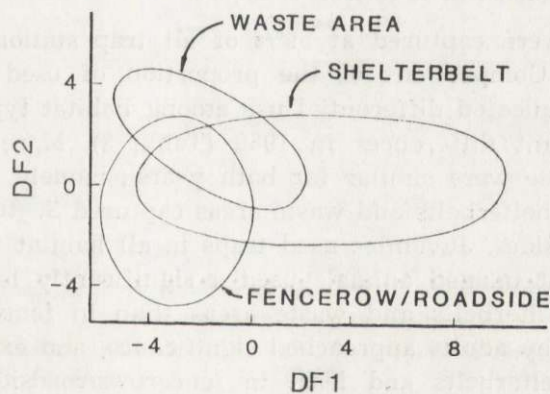 WASTE AREA
SHELTERBELT
4
0
-4
DF2
FENCEROW/ROADSIDE
-4 0 4 8
DF1